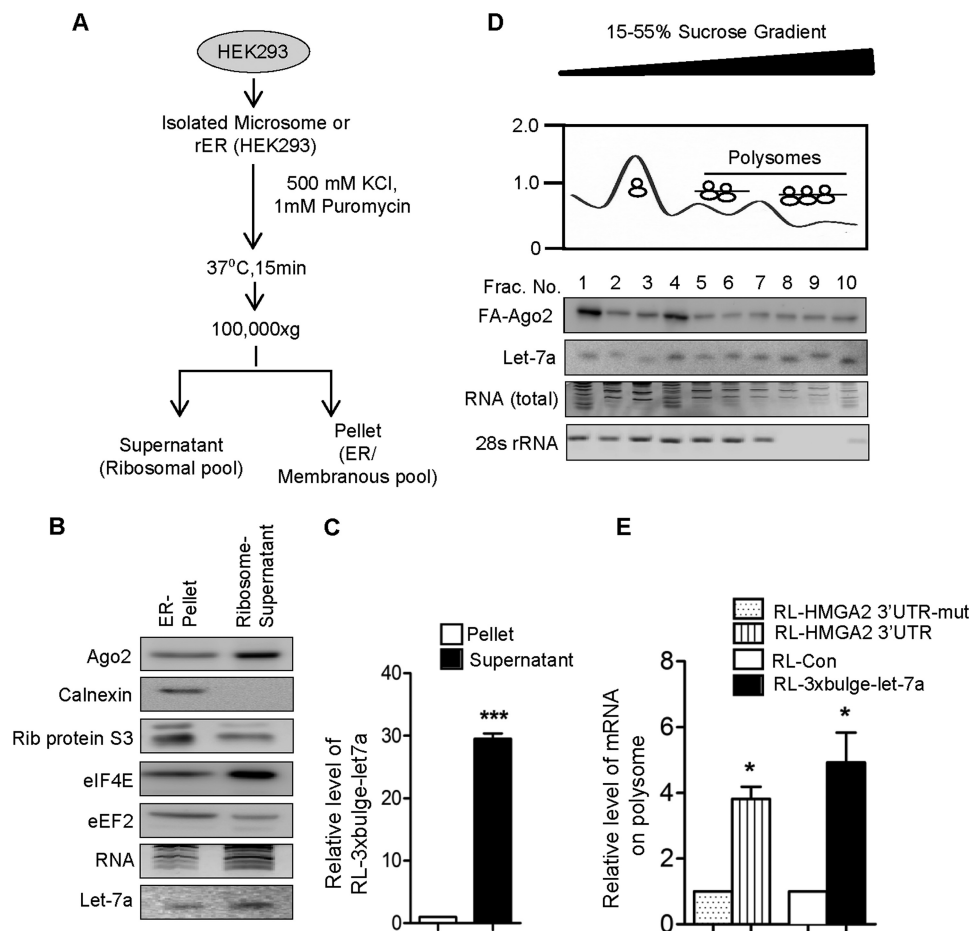 A
HEK293
Isolated Microsome or
rER (HEK293)
500 mM KCl,
1mM Puromycin
37⁰C,15min
100,000xg
Supernatant
(Ribosomal pool)
Pellet
(ER/
Membranous pool)
B
ER-
Pellet
Ribosome-
Supernatant
Ago2
Calnexin
Rib protein S3
eIF4E
eEF2
RNA
Let-7a
C
Pellet
Supernatant
Relative level of
RL-3xbulge-let7a
40
30
20
10
0
***
D
15-55% Sucrose Gradient
2.0
1.0
0
Polysomes
Frac. No. 1 2 3 4 5 6 7 8 9 10
FA-Ago2
Let-7a
RNA (total)
28s rRNA
E
RL-HMGA2 3'UTR-mut
RL-HMGA2 3'UTR
RL-Con
RL-3xbulge-let-7a
Relative level of mRNA
on polysome
8
6
4
2
0
*
*